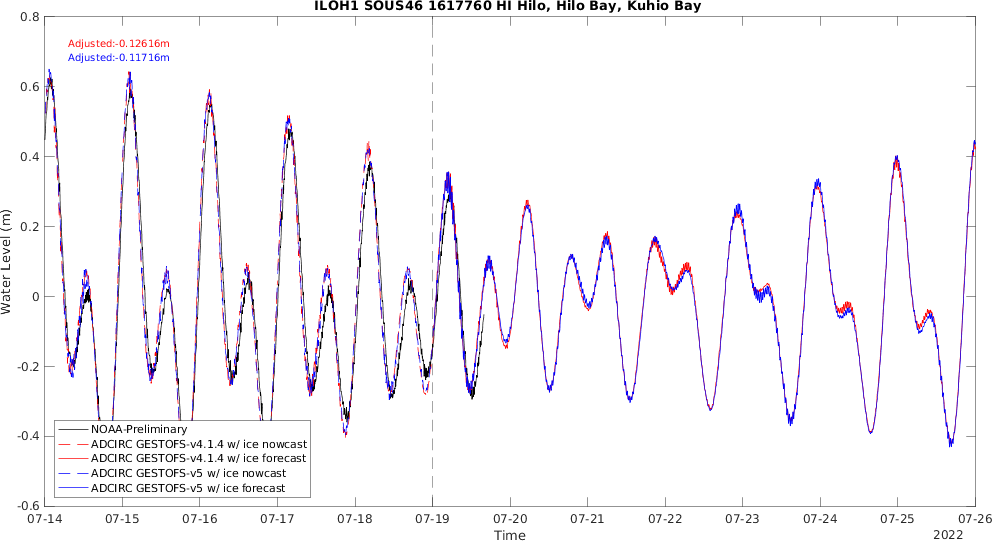 ILOH1 SOUS46 1617760 HI Hilo, Hilo Bay, Kuhio Bay
Adjusted:-0.12616m
Adjusted:-0.11716m
0.8
0.6
0.4
0.2
0
-0.2
-0.4
-0.6
Water Level (m)
NOAA-Preliminary
ADCIRC GESTOFS-v4.1.4 w/ ice nowcast
ADCIRC GESTOFS-v4.1.4 w/ ice forecast
ADCIRC GESTOFS-v5 w/ ice nowcast
ADCIRC GESTOFS-v5 w/ ice forecast
07-14 07-15 07-16 07-17 07-18 07-19 07-20 07-21 07-22 07-23 07-24 07-25 07-26
Time
2022